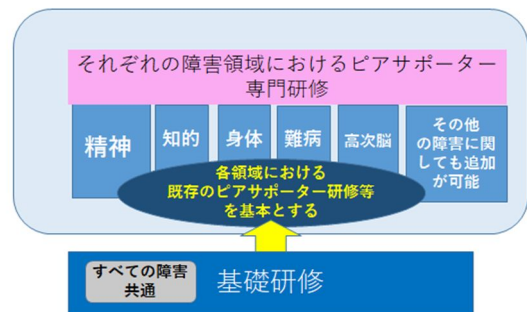 それぞれの障害領域におけるピアサポーター
専門研修
精神
知的
身体
難病
高次脳
その他
の障害に関
しても追加
が可能
各領域における
既存のピアサポーター研修等
を基本とする
すべての障害
共通
基礎研修